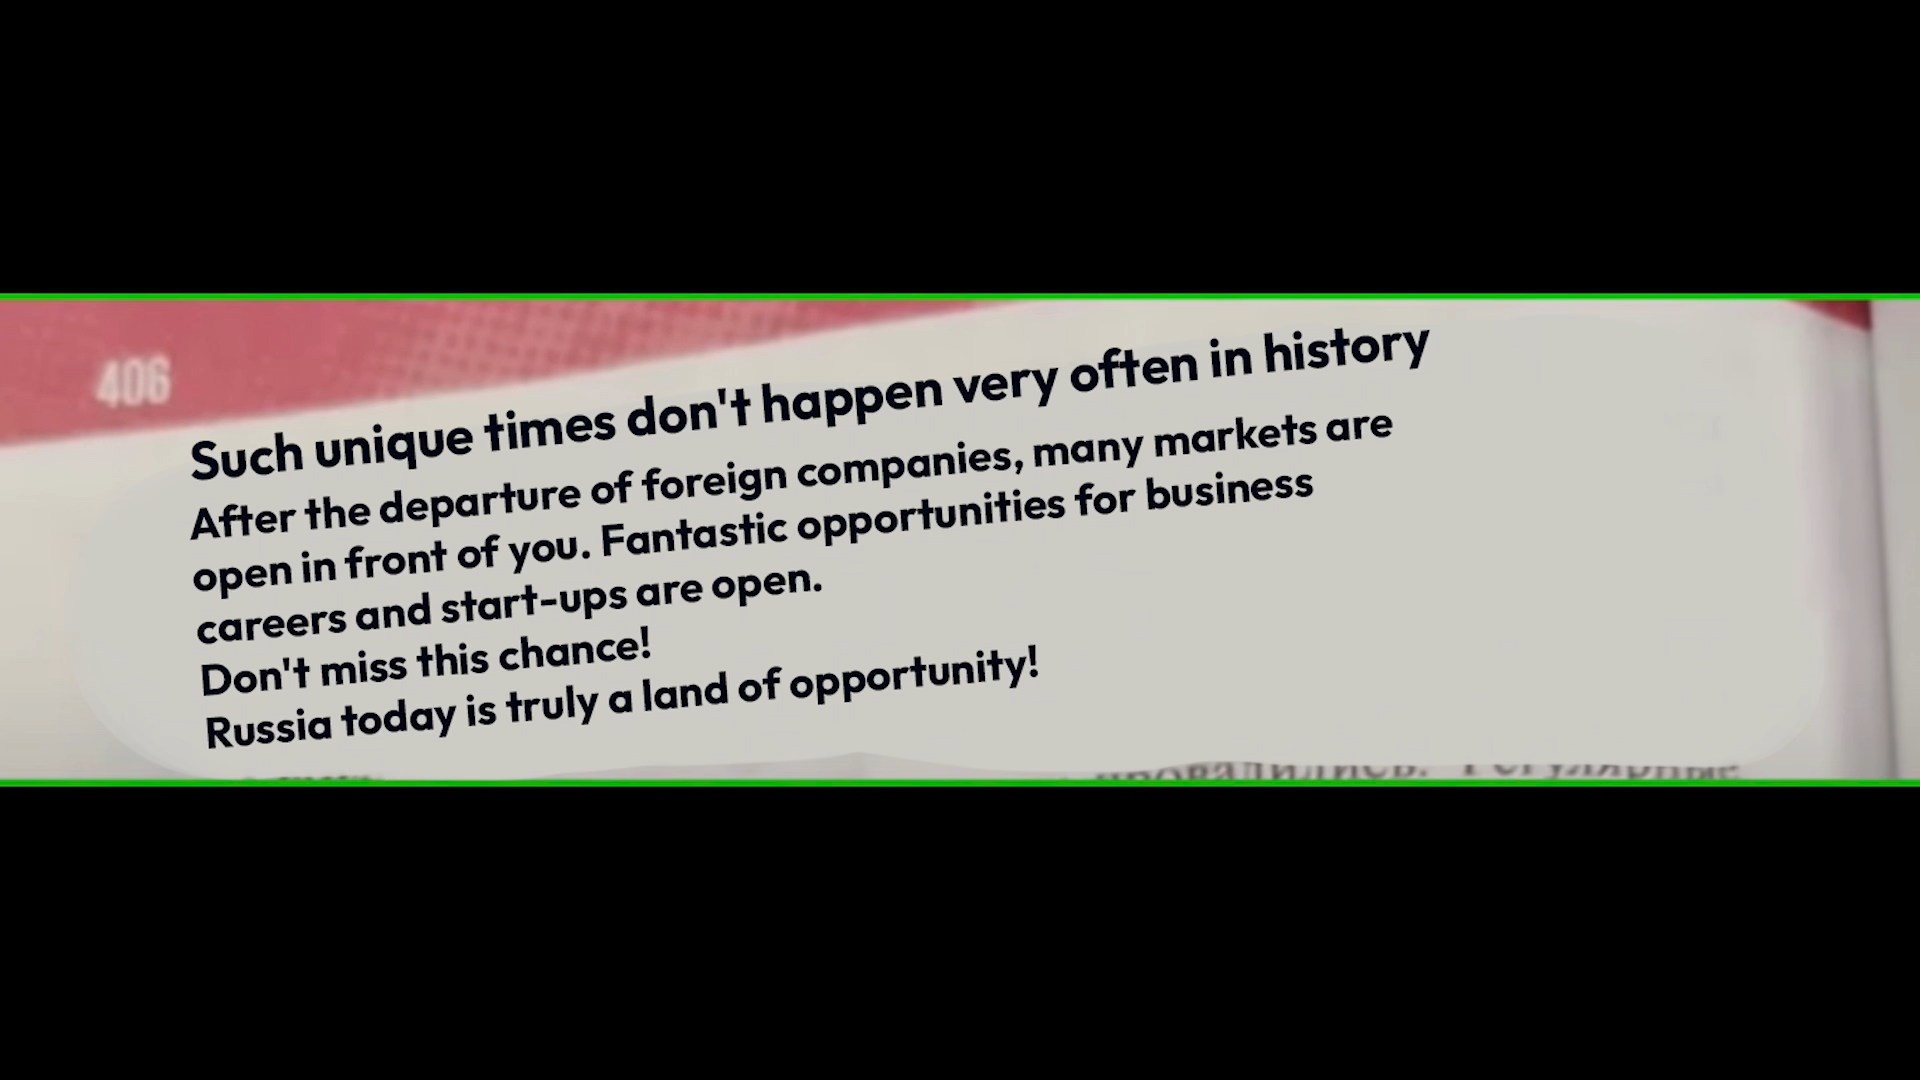 406
Such unique times don't happen very often in history
After the departure of foreign companies, many markets are
open in front of you. Fantastic opportunities for business
careers and start-ups are open.
Don't miss this chance!
Russia today is truly a land of opportunity!
провалились. Регулярные